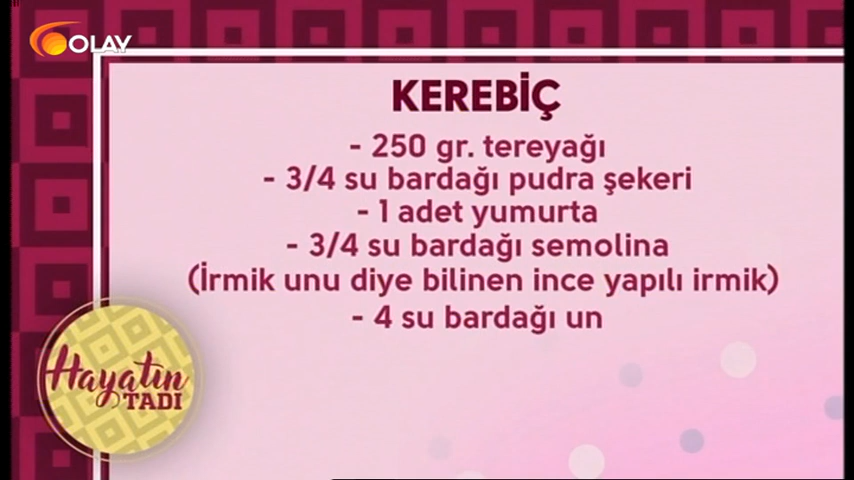 OLAY
KEREBİÇ
- 250 gr. tereyağı
- 3/4 su bardağı pudra şekeri
- 1 adet yumurta
- 3/4 su bardağı semolina
(İrmik unu diye bilinen ince yapılı irmik)
- 4 su bardağı un
Hayatın
TADI